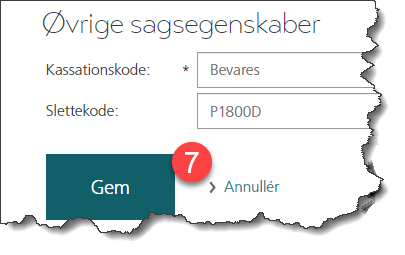 Øvrige sagsegenskaber
Kassationskode: * Bevares
Slettekode: P1800D
Gem 7 › Annullér